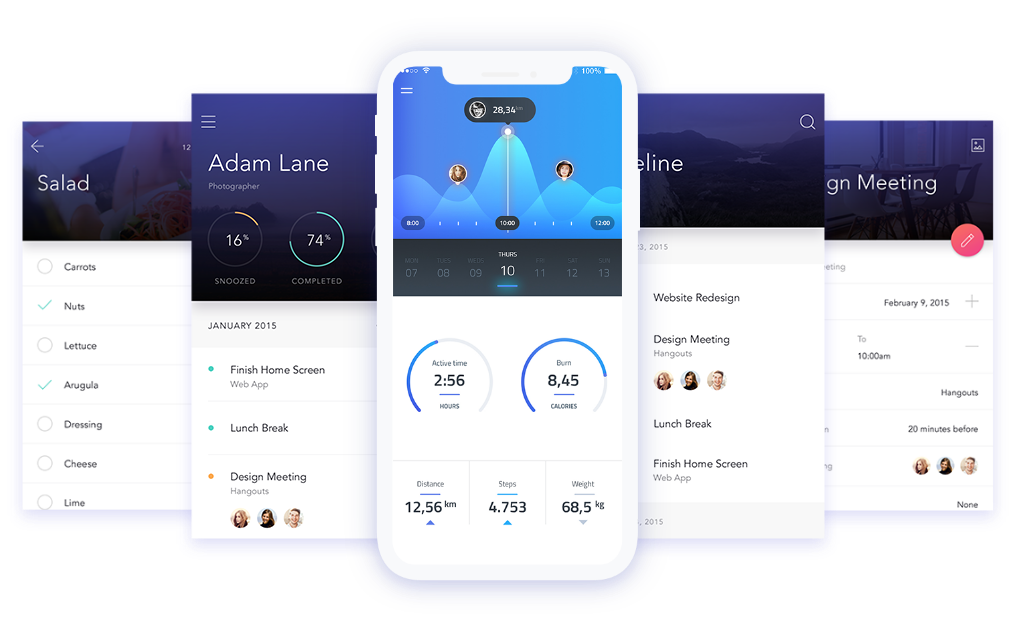 12
Salad
Carrots
Nuts
Lettuce
Arugula
Dressing
Cheese
Lime
Adam Lane
Photographer
16%
SNOOZED
74%
COMPLETED
JANUARY 2015
Finish Home Screen
Web App
Lunch Break
Design Meeting
Hangouts
100%
28,34 km
8:00
10:00
12:00
MON TUES WEDS THURS FRI SAT SUN
07 08 09 10 11 12 13
Active time
2:56
HOURS
Burn
8,45
CALORIES
Distance
12,56 km
Steps
4.753
Weight
68,5 kg
eline
3, 2015
Website Redesign
Design Meeting
Hangouts
Lunch Break
Finish Home Screen
Web App
, 2015
gn Meeting
eeting
February 9, 2015
To
10:00am
Hangouts
n
20 minutes before
ng
None